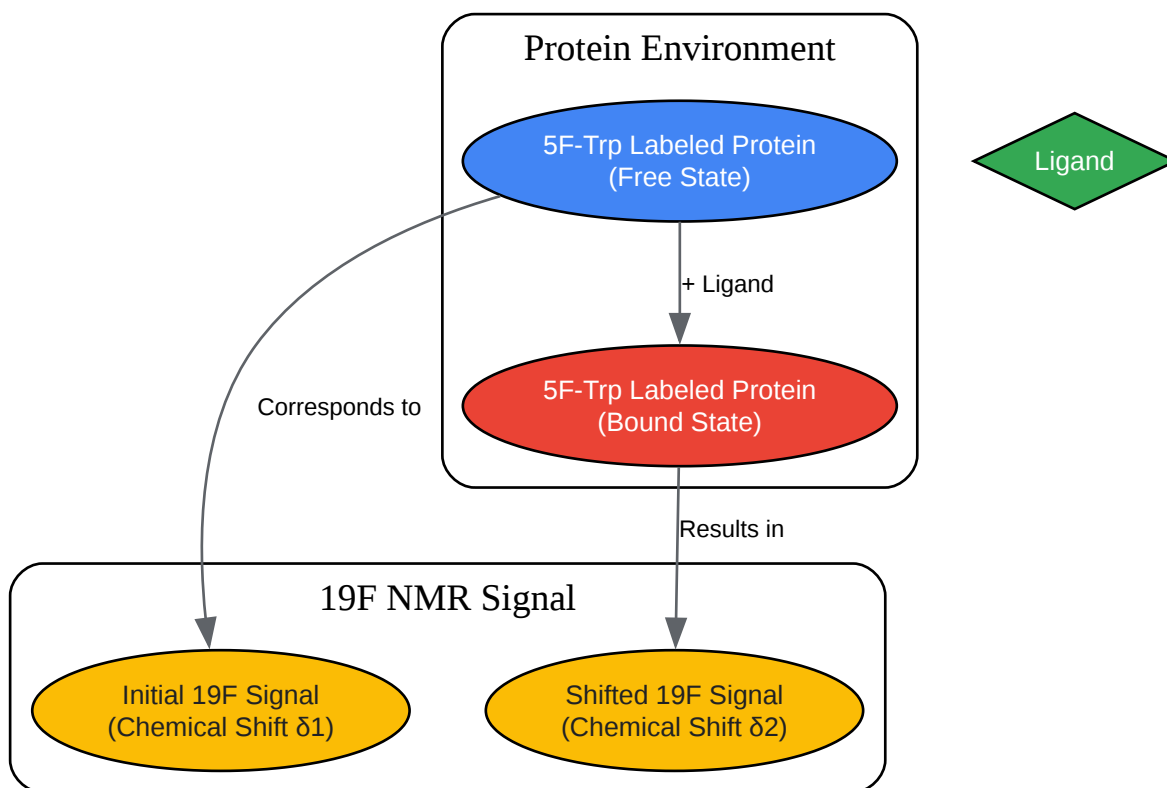 Protein Environment
5F-Trp Labeled Protein
(Free State)
Ligand
+ Ligand
5F-Trp Labeled Protein
(Bound State)
Corresponds to
Results in
19F NMR Signal
Initial 19F Signal
(Chemical Shift δ1)
Shifted 19F Signal
(Chemical Shift δ2)